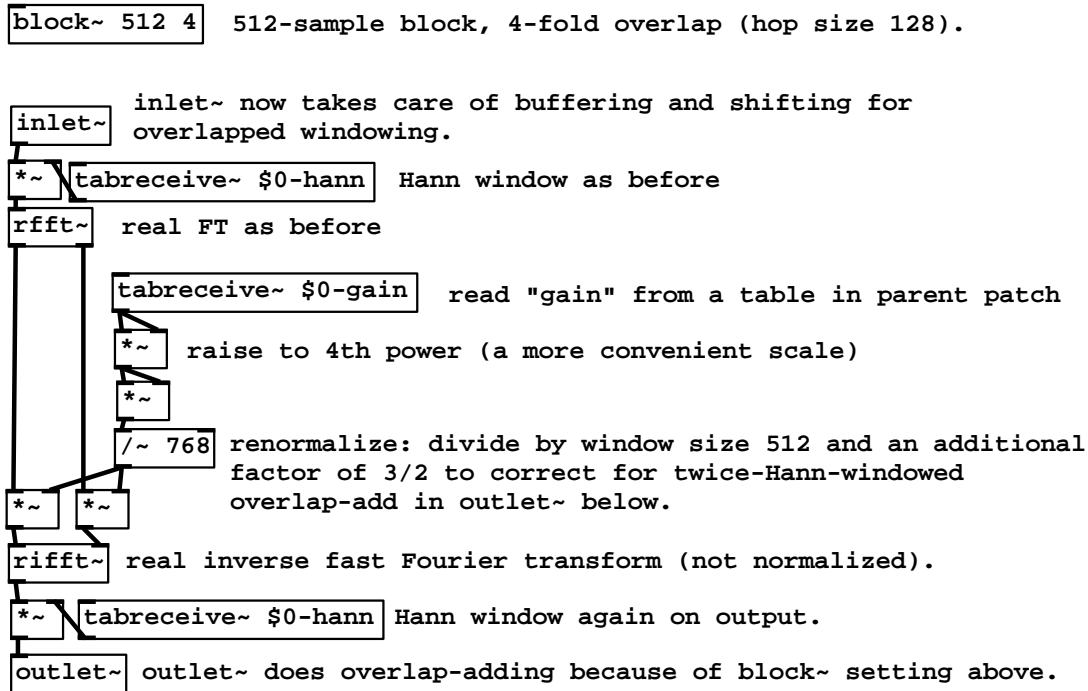 block~ 512 4 512-sample block, 4-fold overlap (hop size 128).
inlet~ now takes care of buffering and shifting for
inlet~ overlapped windowing.
*~ tabreceive~ $0-hann Hann window as before
rfft~ real FT as before
tabreceive~ $0-gain read "gain" from a table in parent patch
*~ raise to 4th power (a more convenient scale)
*~
/~ 768 renormalize: divide by window size 512 and an additional
factor of 3/2 to correct for twice-Hann-windowed
*~ *~ overlap-add in outlet~ below.
rifft~ real inverse fast Fourier transform (not normalized).
*~ tabreceive~ $0-hann Hann window again on output.
outlet~ outlet~ does overlap-adding because of block~ setting above.